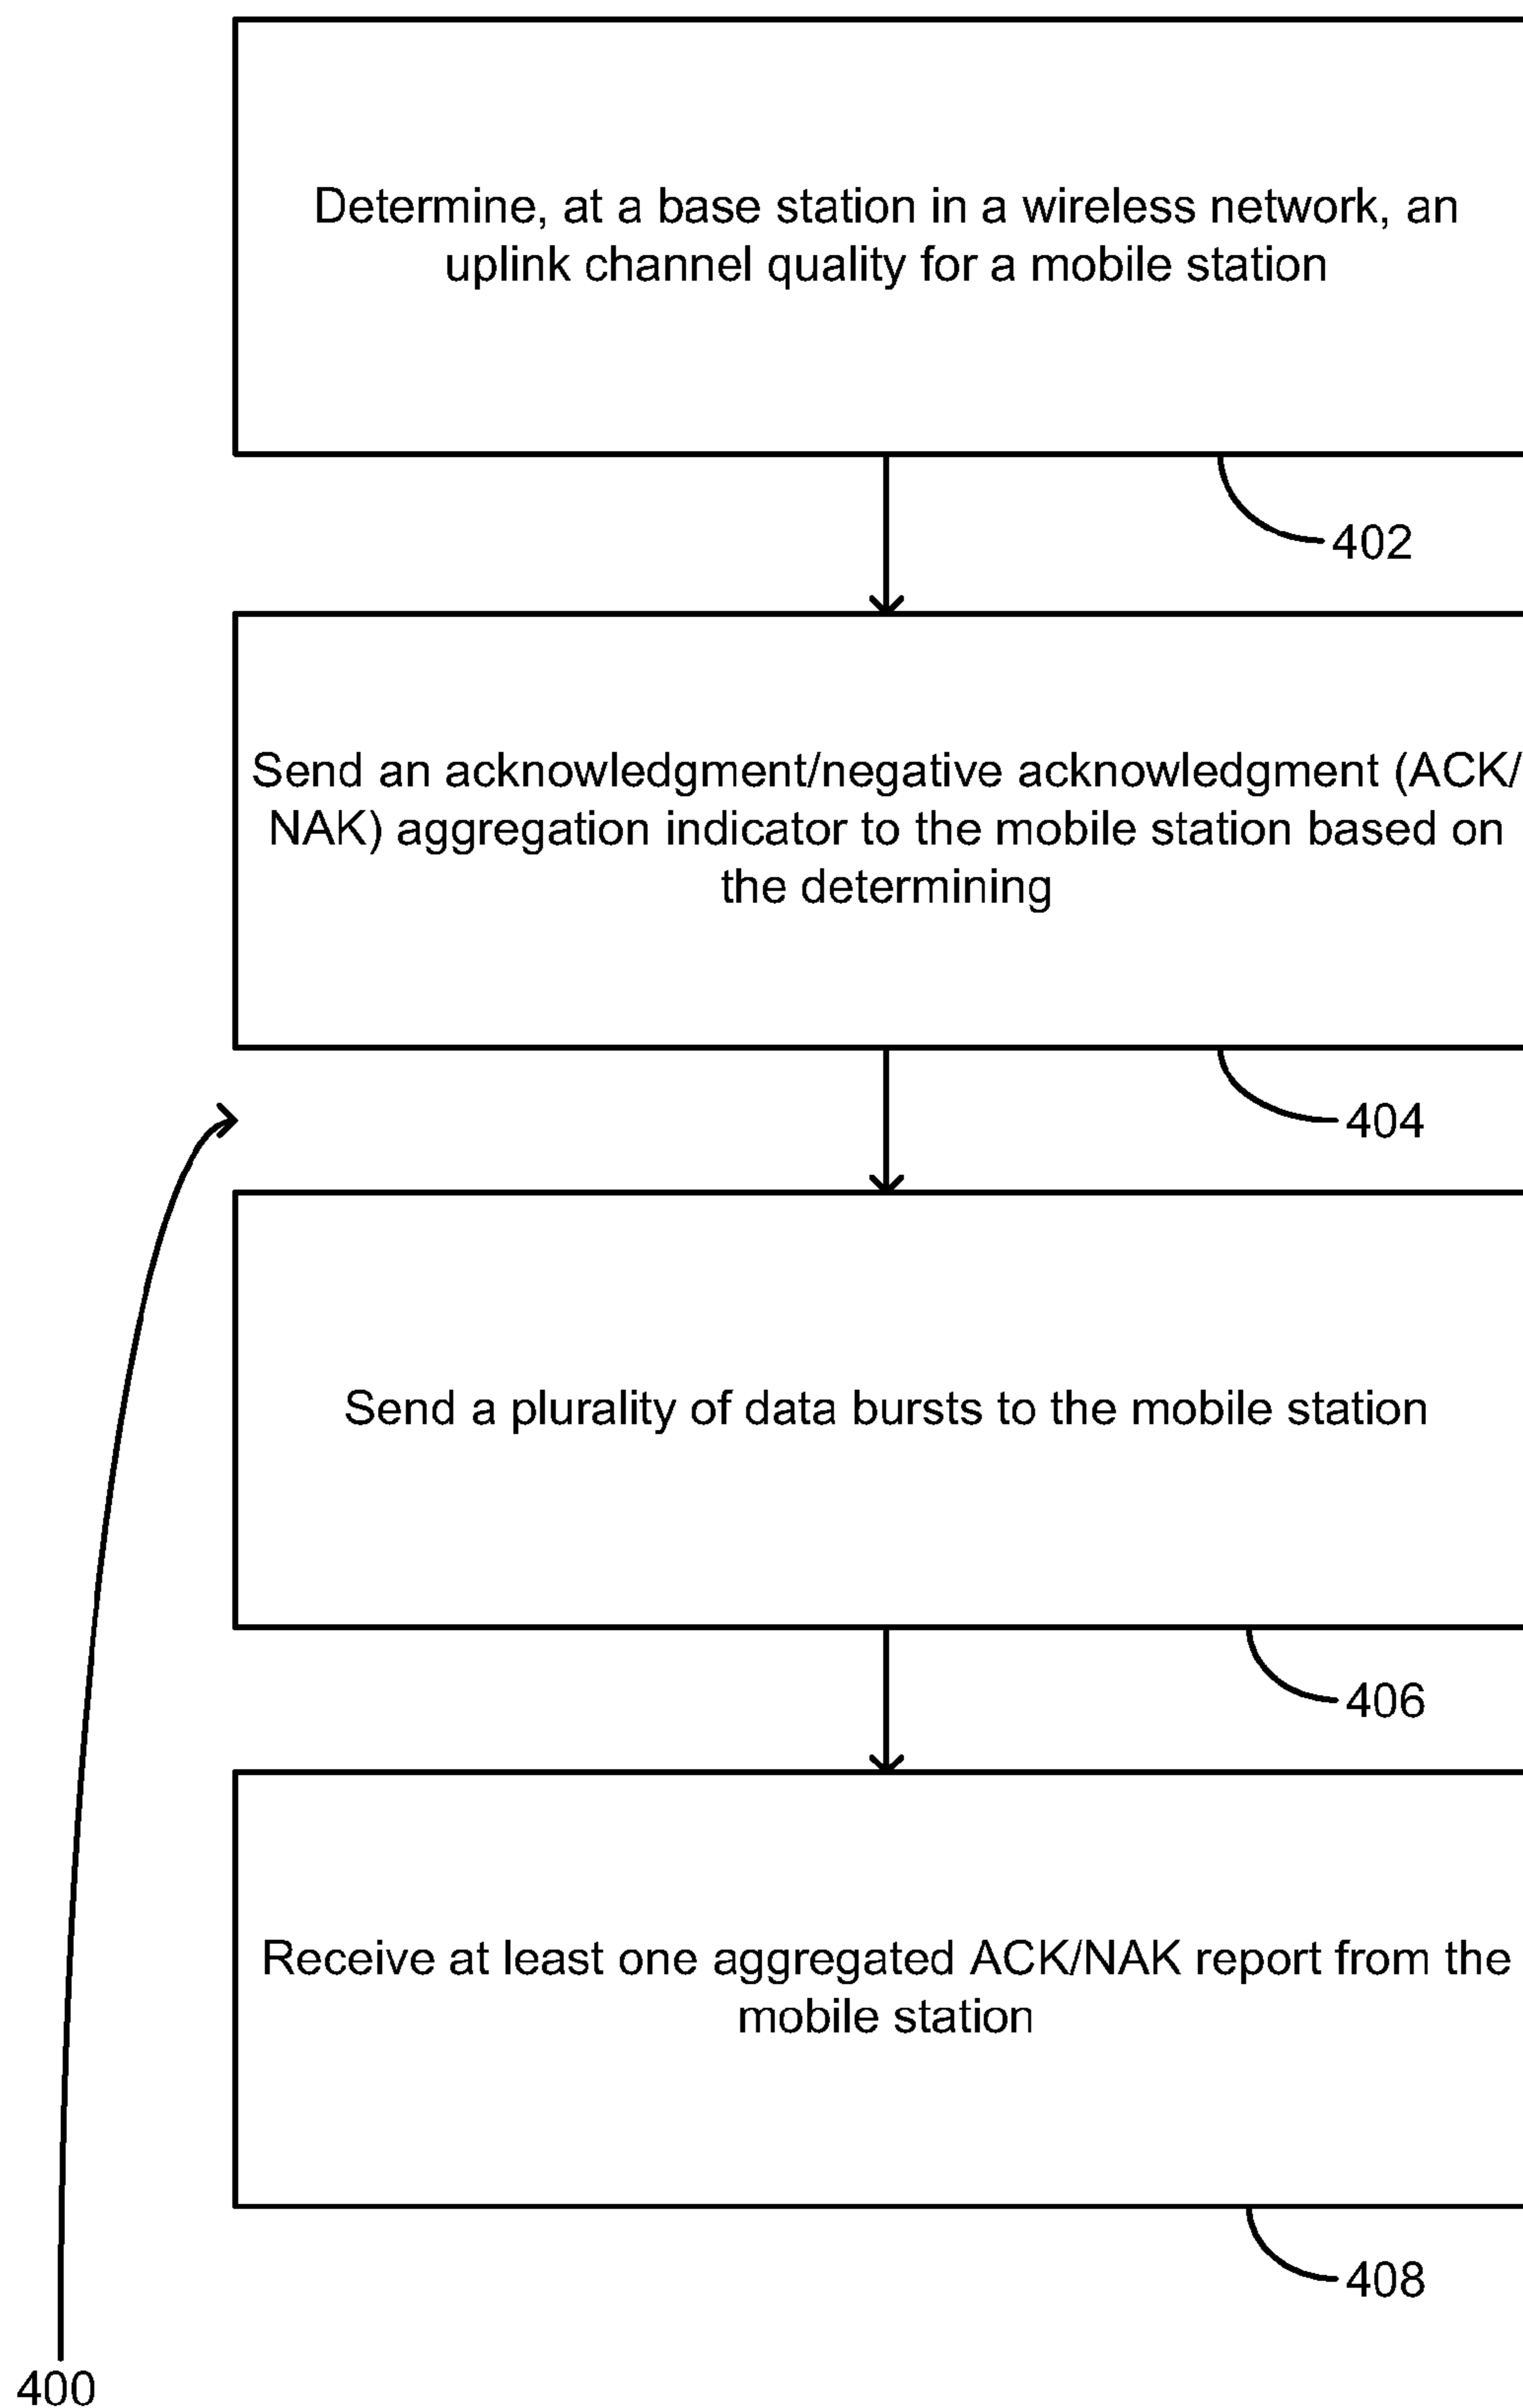 Determine, at a base station in a wireless network, an
uplink channel quality for a mobile station
402
Send an acknowledgment/negative acknowledgment (ACK/
NAK) aggregation indicator to the mobile station based on
the determining
404
Send a plurality of data bursts to the mobile station
406
Receive at least one aggregated ACK/NAK report from the
mobile station
408
400